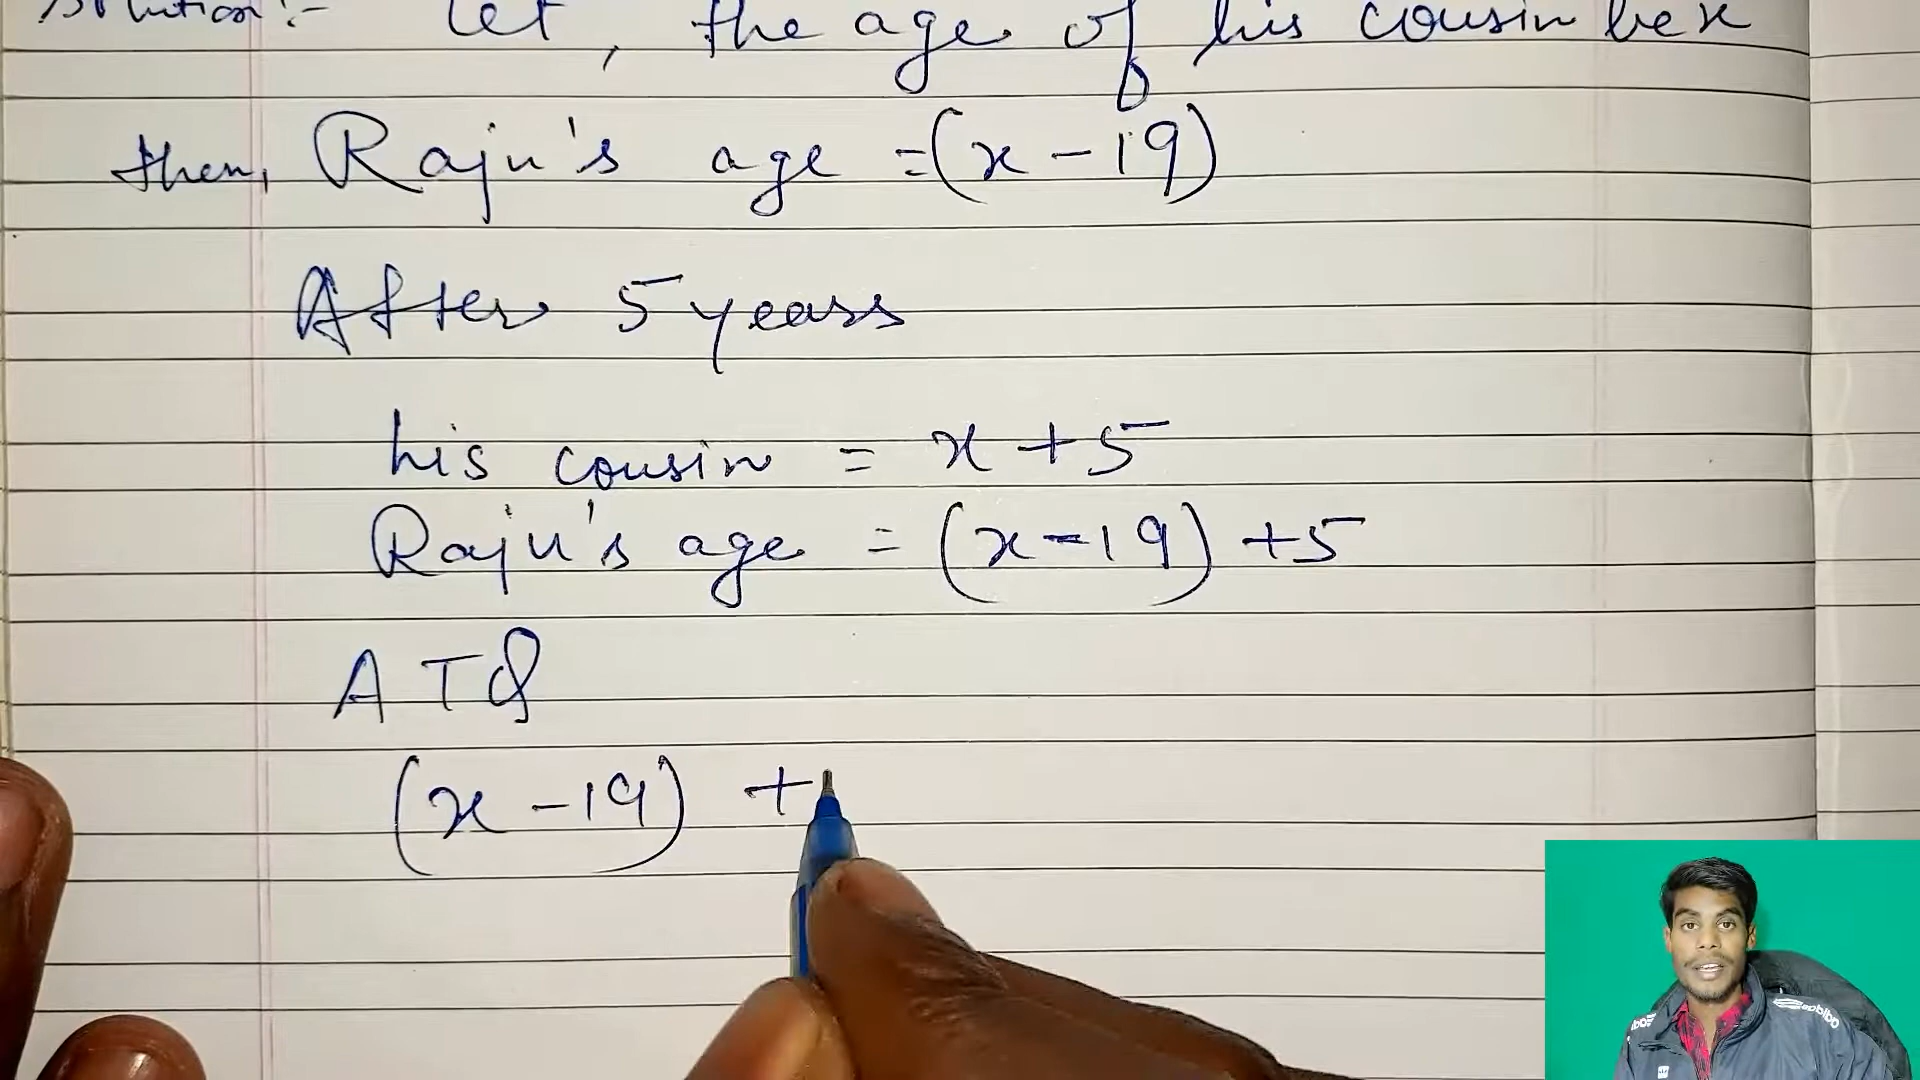 Solution :- Let, the age of his cousin be x
then, Raju's age = (x - 19)
After 5 years
his cousin = x + 5
Raju's age = (x - 19) + 5
ATQ
(x - 19) +